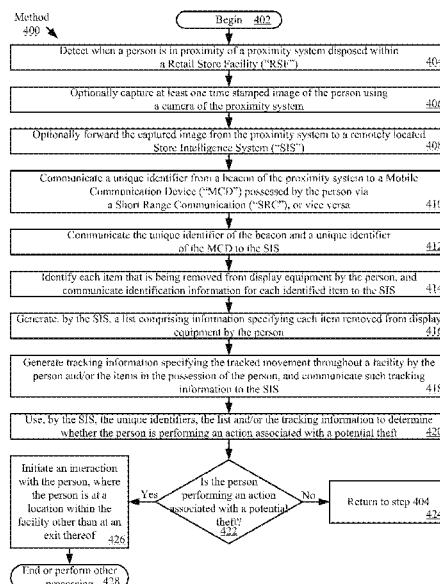 Method
400
Begin 402
Detect when a person is in proximity of a proximity system disposed within
a Retail Store Facility ("RSF")
404
Optionally capture at least one time stamped image of the person using
a camera of the proximity system
406
Optionally forward the captured image from the proximity system to a remotely located
Store Intelligence System ("SIS")
408
Communicate a unique identifier from a beacon of the proximity system to a Mobile
Communication Device ("MCD") possessed by the person via
a Short Range Communication ("SRC"), or vice versa
410
Communicate the unique identifier of the beacon and a unique identifier
of the MCD to the SIS
412
Identify each item that is being removed from display equipment by the person, and
communicate identification information for each identified item to the SIS
414
Generate, by the SIS, a list comprising information specifying each item removed from display
equipment by the person
416
Generate tracking information specifying the tracked movement throughout a facility by the
person and/or the items in the possession of the person, and communicate such tracking
information to the SIS
418
Use, by the SIS, the unique identifiers, the list and/or the tracking information to determine
whether the person is performing an action associated with a potential theft
420
Is the person
performing an action
associated with a potential
theft?
422
Yes
No
Initiate an interaction
with the person, where
the person is at a
location within the
facility other than at an
exit thereof
426
Return to step 404
424
End or perform other
processing 428